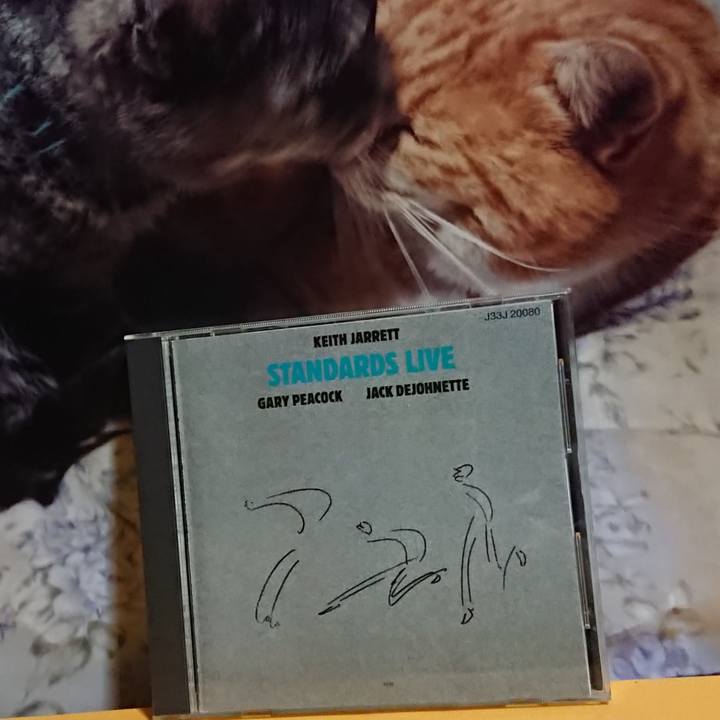 J33J 20080
KEITH JARRETT
STANDARDS LIVE
GARY PEACOCK JACK DEJOHNETTE